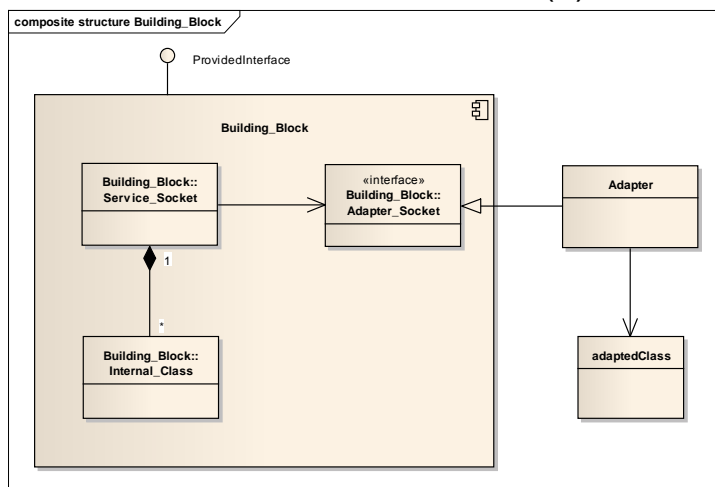 composite structure Building_Block
ProvidedInterface
Building_Block
Building_Block::
Service_Socket
«interface»
Building_Block::
Adapter_Socket
Adapter
1
*
Building_Block::
Internal_Class
adaptedClass